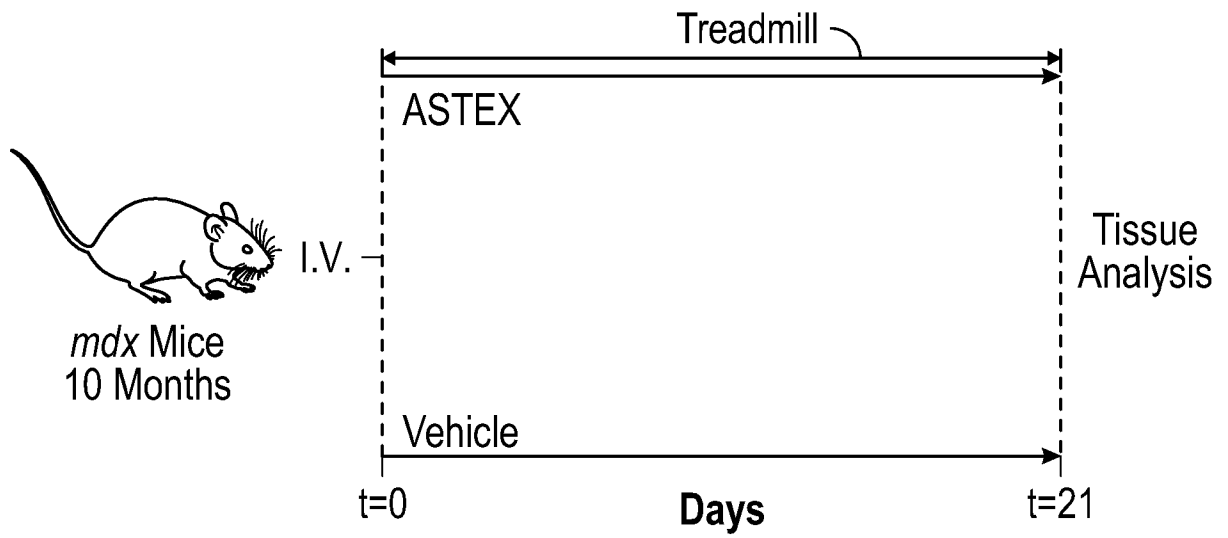 Treadmill
ASTEX
I.V.
Tissue
Analysis
mdx Mice
10 Months
Vehicle
t=0
Days
t=21